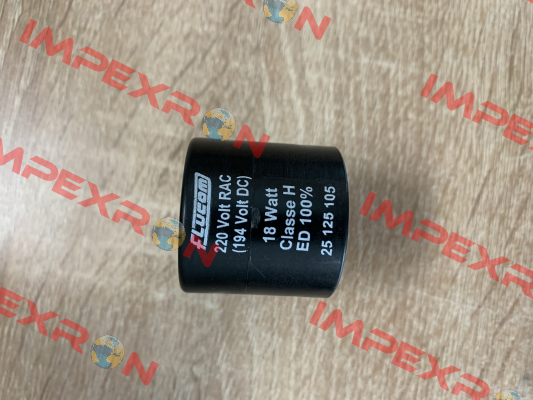 FLUCOM
220 Volt RAC
(194 Volt DC)
18 Watt
Classe H
ED 100%
25 125 105
IMPEXRON
IMPEXRON
IMPEXRON
IMPEXRON
IMPEXRON
IMPEXRON